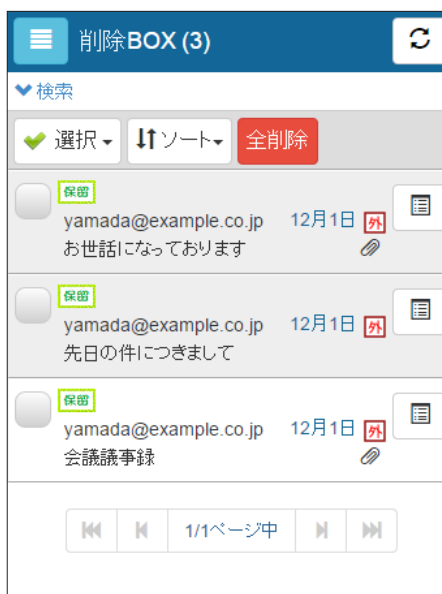 削除BOX (3)
検索
選択 ソート 全削除
保留
yamada@example.co.jp 12月1日 外
お世話になっております
保留
yamada@example.co.jp 12月1日 外
先日の件につきまして
保留
yamada@example.co.jp 12月1日 外
会議議事録
1/1ページ中